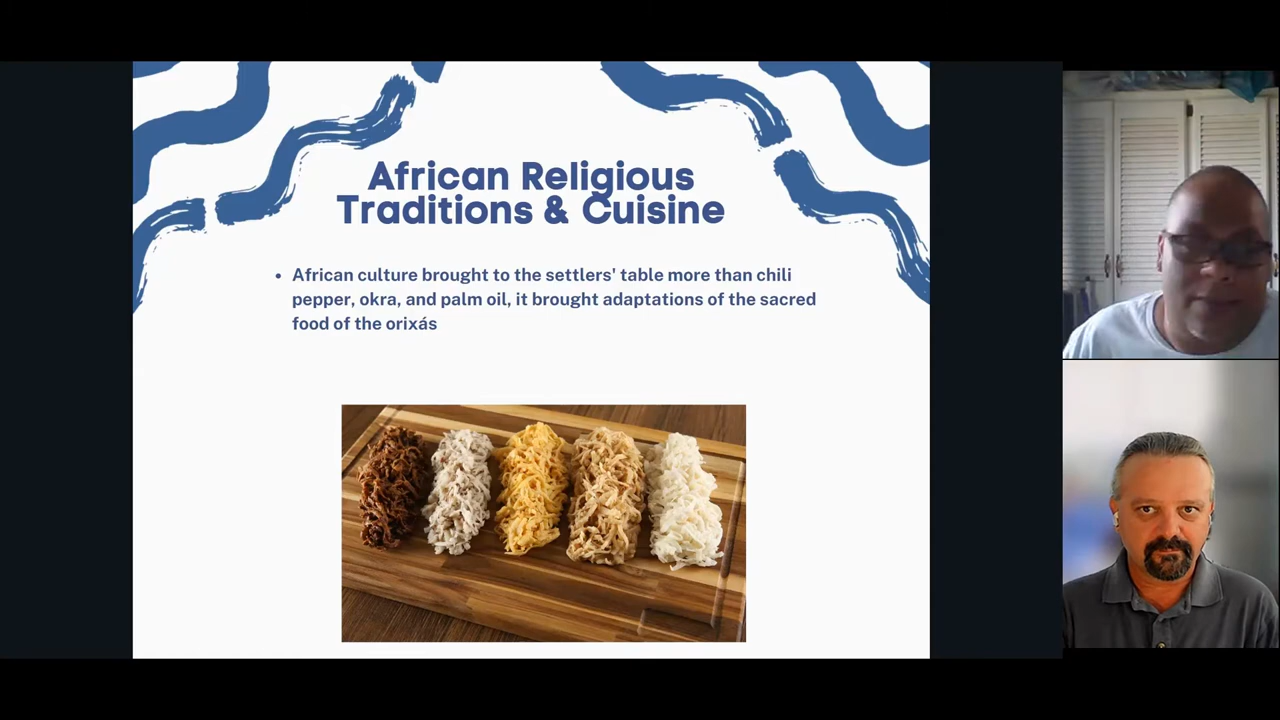 African Religious
Traditions & Cuisine
• African culture brought to the settlers' table more than chili
pepper, okra, and palm oil, it brought adaptations of the sacred
food of the orixás